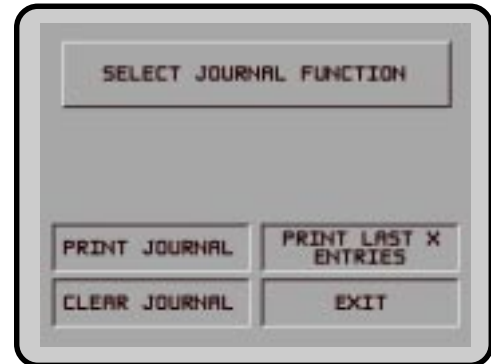 SELECT JOURNAL FUNCTION
PRINT JOURNAL
PRINT LAST X
ENTRIES
CLEAR JOURNAL
EXIT